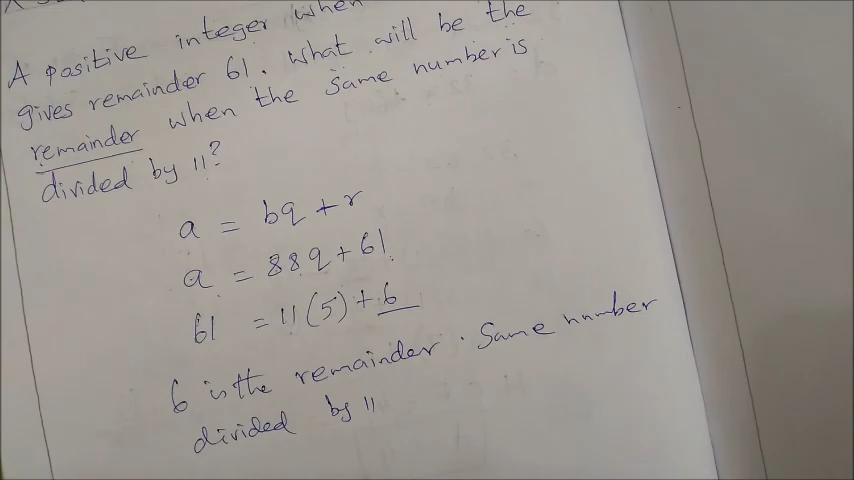 A positive integer when
gives remainder 61. What will be the
remainder when the same number is
divided by 11?
a = bq + r
a = 88q + 61
61 = 11(5) + 6
6 is the remainder. Same number
divided by 11